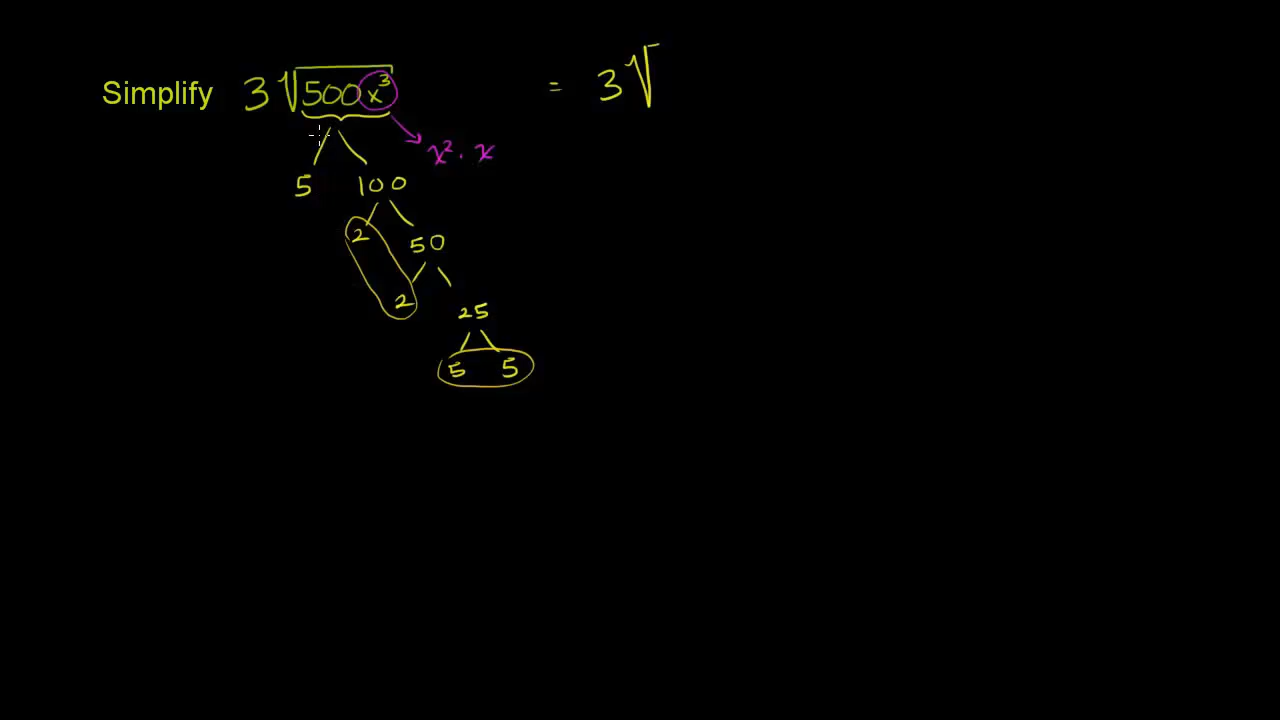 Simplify 3√500x³ = 3√
x² · x
5 100
2 50
2 25
5 5